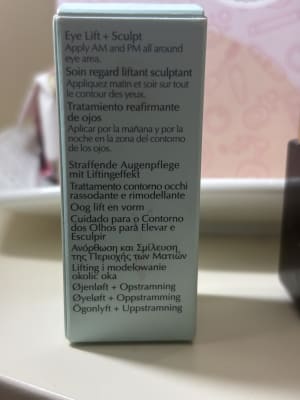 Eye Lift + Sculpt
Apply AM and PM all around
eye area.
Soin regard liftant sculptant
Appliquez matin et soir sur tout
le contour des yeux.
Tratamiento reafirmante
de ojos
Aplicar por la mañana y por la
noche en la zona del contorno
de los ojos.
Straffende Augenpflege
mit Liftingeffekt
Trattamento contorno occhi
rassodante e rimodellante
Oog lift en vorm
Cuidado para o Contorno
dos Olhos para Elevar e
Esculpir
Ανόρθωση και Σμίλευση
της Περιοχής των Ματιών
Lifting i modelowanie
okolic oka
Øjenløft + Opstramning
Øyeløft + Oppstramming
Ögonlyft + Uppstramning